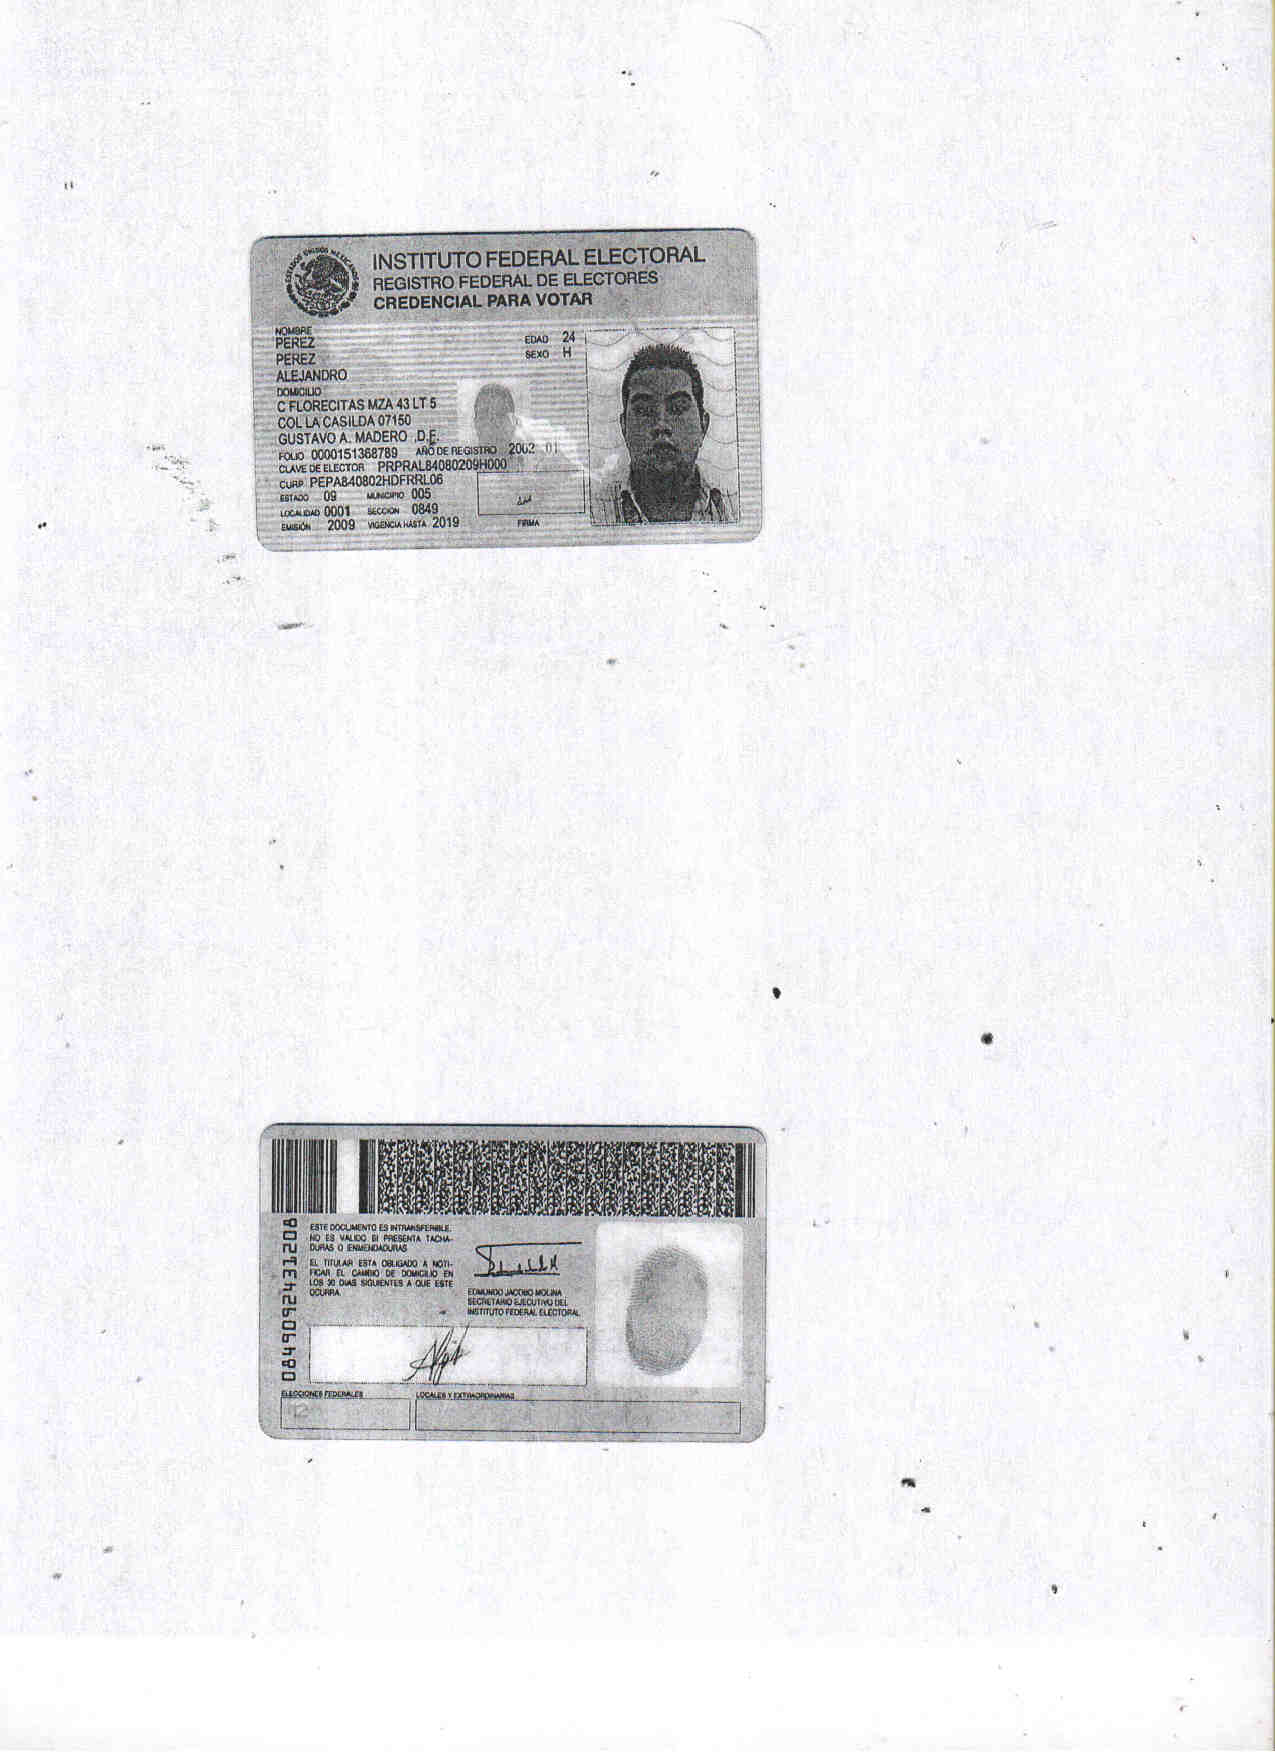 ESTADOS UNIDOS MEXICANOS
INSTITUTO FEDERAL ELECTORAL
REGISTRO FEDERAL DE ELECTORES
CREDENCIAL PARA VOTAR
NOMBRE
PEREZ
PEREZ
ALEJANDRO
EDAD 24
SEXO H
DOMICILIO
C FLORECITAS MZA 43 LT 5
COL LA CASILDA 07150
GUSTAVO A. MADERO ,D.F.
FOLIO 0000151368789 AÑO DE REGISTRO 2002 01
CLAVE DE ELECTOR PRPRAL84080209H000
CURP PEPA840802HDFRRL06
ESTADO 09 MUNICIPIO 005
LOCALIDAD 0001 SECCION 0849
EMISIÓN 2009 VIGENCIA HASTA 2019
FIRMA
ESTE DOCUMENTO ES INTRANSFERIBLE.
NO ES VALIDO SI PRESENTA TACHA-
DURAS O ENMENDADURAS
EL TITULAR ESTA OBLIGADO A NOTI-
FICAR EL CAMBIO DE DOMICILIO EN
LOS 30 DIAS SIGUIENTES A QUE ESTE
OCURRA.
EDMUNDO JACOBO MOLINA
SECRETARIO EJECUTIVO DEL
INSTITUTO FEDERAL ELECTORAL
0849092431208
ELECCIONES FEDERALES
LOCALES Y EXTRAORDINARIAS
12